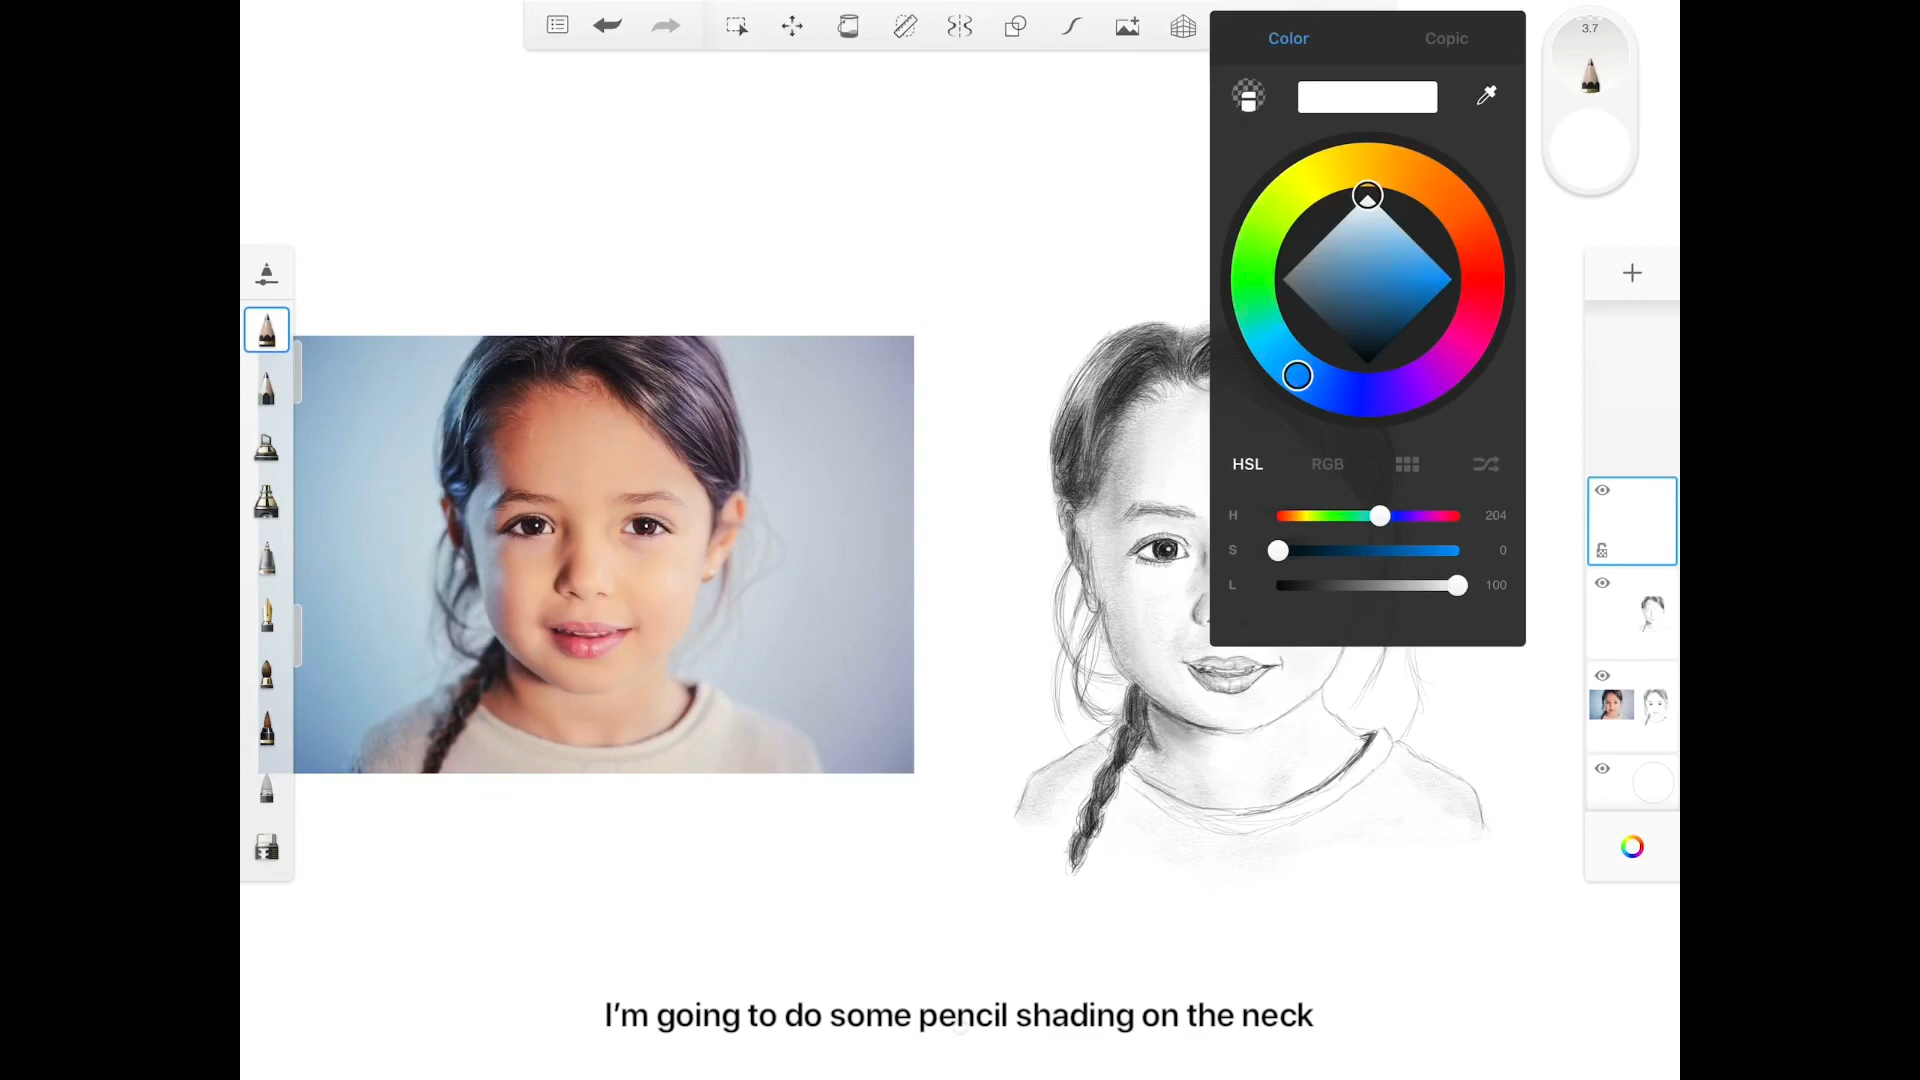 Color Copic
3.7
HSL RGB
H 204
S 0
L 100
I'm going to do some pencil shading on the neck